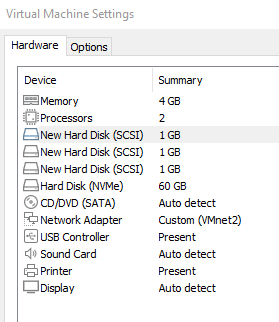 Virtual Machine Settings
Hardware Options
Device Summary
Memory 4 GB
Processors 2
New Hard Disk (SCSI) 1 GB
New Hard Disk (SCSI) 1 GB
New Hard Disk (SCSI) 1 GB
Hard Disk (NVMe) 60 GB
CD/DVD (SATA) Auto detect
Network Adapter Custom (VMnet2)
USB Controller Present
Sound Card Auto detect
Printer Present
Display Auto detect